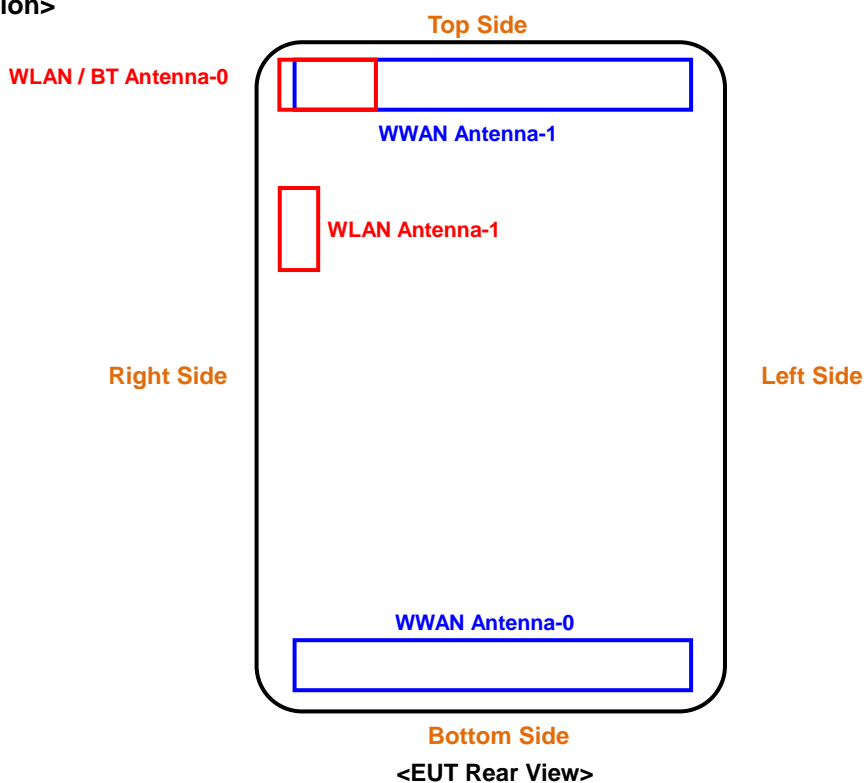 ion>
Top Side
WLAN / BT Antenna-0
WWAN Antenna-1
WLAN Antenna-1
Right Side
Left Side
WWAN Antenna-0
Bottom Side
<EUT Rear View>